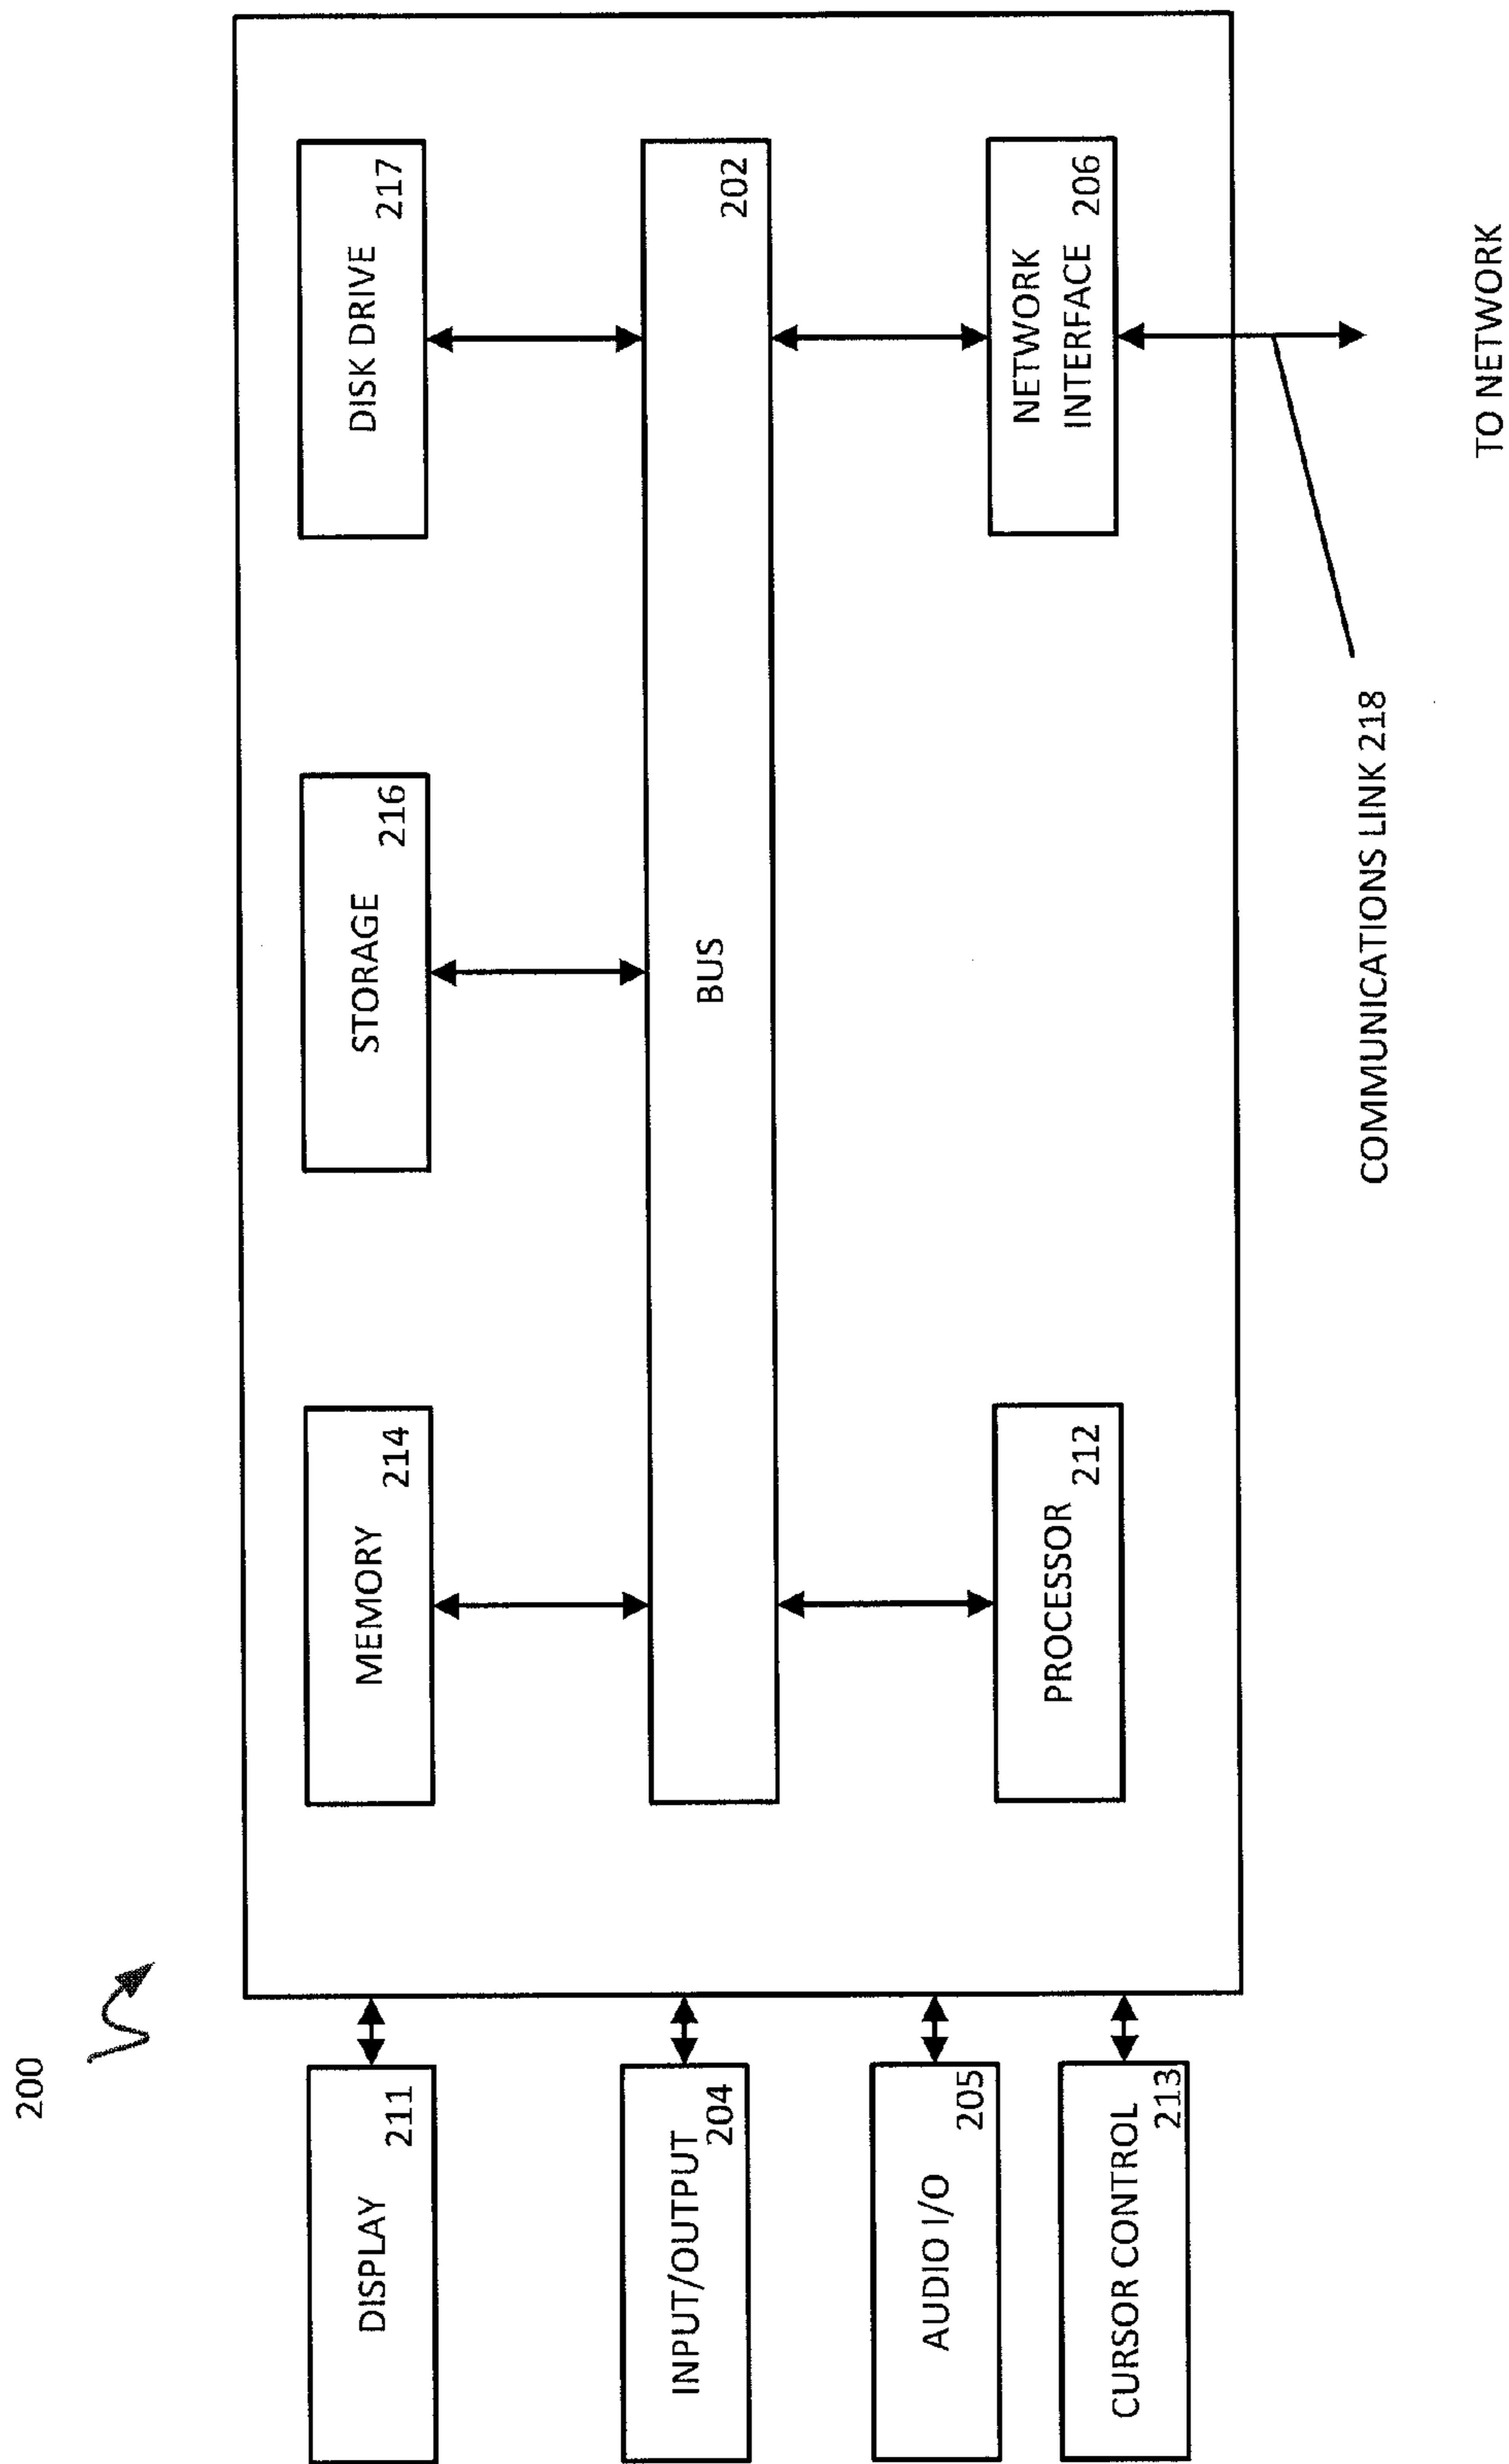 200
DISPLAY
211
INPUT/OUTPUT
204
AUDIO I/O
205
CURSOR CONTROL
213
MEMORY
214
STORAGE
216
DISK DRIVE
217
BUS
202
PROCESSOR
212
NETWORK
INTERFACE
206
COMMUNICATIONS LINK 218
TO NETWORK